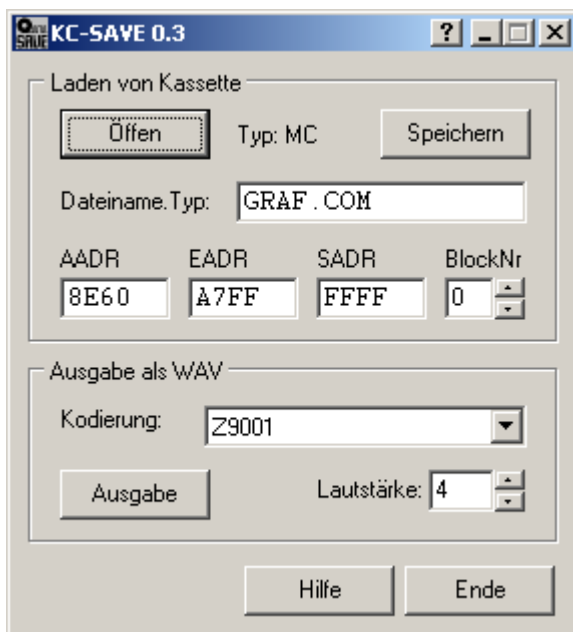 SAVE KC-SAVE 0.3 ?
Laden von Kassette
Öffen Typ: MC Speichern
Dateiname.Typ: GRAF.COM
AADR EADR SADR BlockNr
8E60 A7FF FFFF 0
Ausgabe als WAV
Kodierung: Z9001
Ausgabe Lautstärke: 4
Hilfe Ende